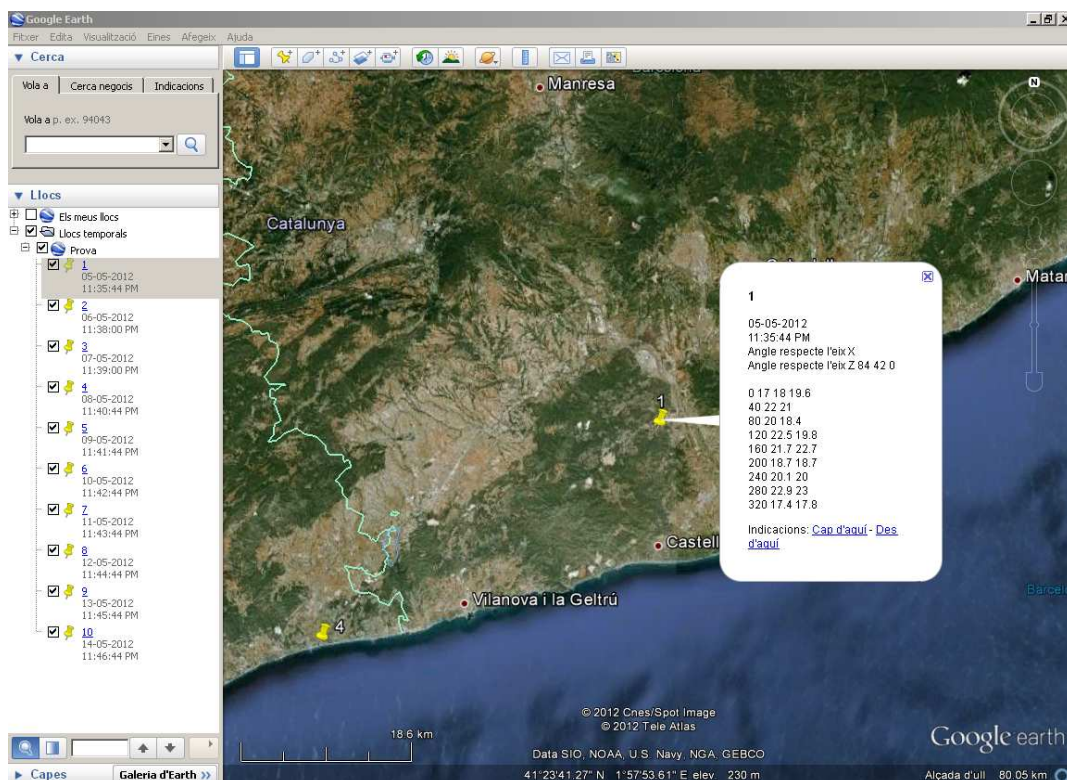 Google Earth
Fitxer Edita Visualització Eines Afegeix Ajuda
Cerca
Vola a Cerca negocis Indicacions
Vola a p. ex. 94043
Llocs
Els meus llocs
Llocs temporals
Prova
1
05-05-2012
11:35:44 PM
2
06-05-2012
11:38:00 PM
3
07-05-2012
11:39:00 PM
4
08-05-2012
11:40:44 PM
5
09-05-2012
11:41:44 PM
6
10-05-2012
11:42:44 PM
7
11-05-2012
11:43:44 PM
8
12-05-2012
11:44:44 PM
9
13-05-2012
11:45:44 PM
10
14-05-2012
11:46:44 PM
Capes Galeria d'Earth >>
Barcelona
Manresa
N
Catalunya
Matar
1
1
05-05-2012
11:35:44 PM
Angle respecte l'eix X
Angle respecte l'eix Z 84 42 0
0 17 18 19.6
40 22 21
80 20 18.4
120 22.5 19.8
160 21.7 22.7
200 18.7 18.7
240 20.1 20
280 22.9 23
320 17.4 17.8
Indicacions: Cap d'aquí - Des
d'aquí
Castell
Vilanova i la Geltrú
Barcel
4
© 2012 Cnes/Spot Image
© 2012 Tele Atlas
18.6 km
Data SIO, NOAA, U.S. Navy, NGA, GEBCO
Google earth
41°23'41.27" N 1°57'53.61" E elev 230 m Alçada d'ull 80.05 km